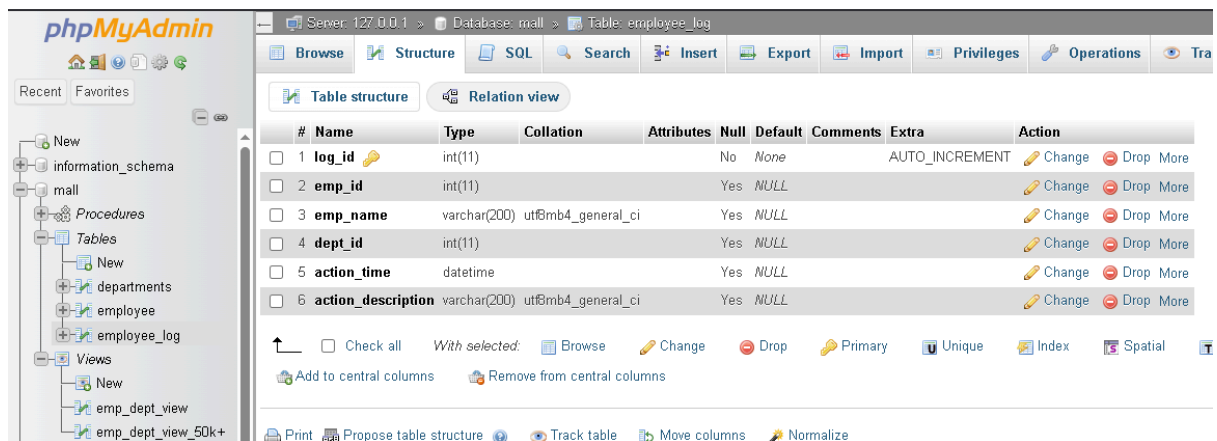 phpMyAdmin
Recent Favorites
New
information_schema
mall
Procedures
Tables
New
departments
employee
employee_log
Views
New
emp_dept_view
emp_dept_view_50k+
Server: 127.0.0.1 » Database: mall » Table: employee_log
Browse Structure SQL Search Insert Export Import Privileges Operations Tra
Table structure Relation view
# Name Type Collation Attributes Null Default Comments Extra Action
1 log_id int(11) No None AUTO_INCREMENT Change Drop More
2 emp_id int(11) Yes NULL Change Drop More
3 emp_name varchar(200) utf8mb4_general_ci Yes NULL Change Drop More
4 dept_id int(11) Yes NULL Change Drop More
5 action_time datetime Yes NULL Change Drop More
6 action_description varchar(200) utf8mb4_general_ci Yes NULL Change Drop More
Check all With selected: Browse Change Drop Primary Unique Index Spatial
Add to central columns Remove from central columns
Print Propose table structure Track table Move columns Normalize